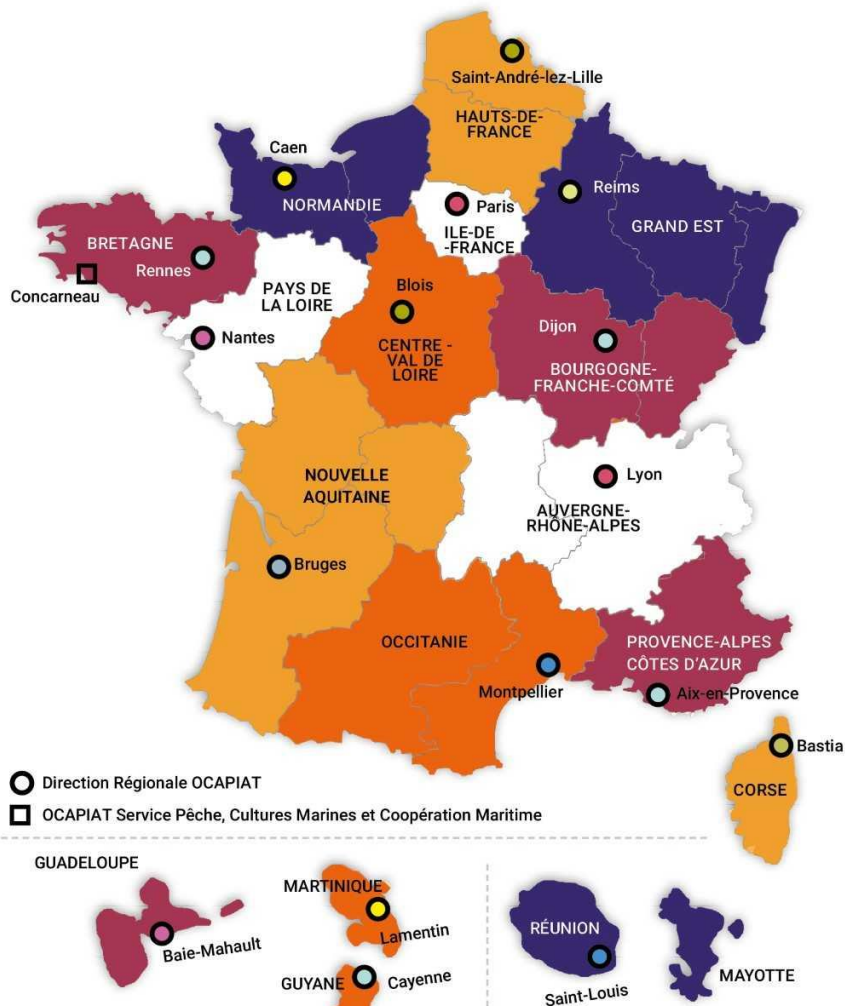 Saint-André-lez-Lille
HAUTS-DE-
FRANCE
Caen
NORMANDIE
Reims
Paris
ILE-DE
-FRANCE
GRAND EST
BRETAGNE
Rennes
Concarneau
PAYS DE
LA LOIRE
Nantes
Blois
CENTRE -
VAL DE
LOIRE
Dijon
BOURGOGNE-
FRANCHE-COMTÉ
NOUVELLE
AQUITAINE
Lyon
AUVERGNE-
RHÔNE-ALPES
Bruges
OCCITANIE
Montpellier
PROVENCE-ALPES
CÔTES D'AZUR
Aix-en-Provence
Bastia
CORSE
Direction Régionale OCAPIAT
OCAPIAT Service Pêche, Cultures Marines et Coopération Maritime
GUADELOUPE
Baie-Mahault
MARTINIQUE
Lamentin
GUYANE
Cayenne
RÉUNION
Saint-Louis
MAYOTTE